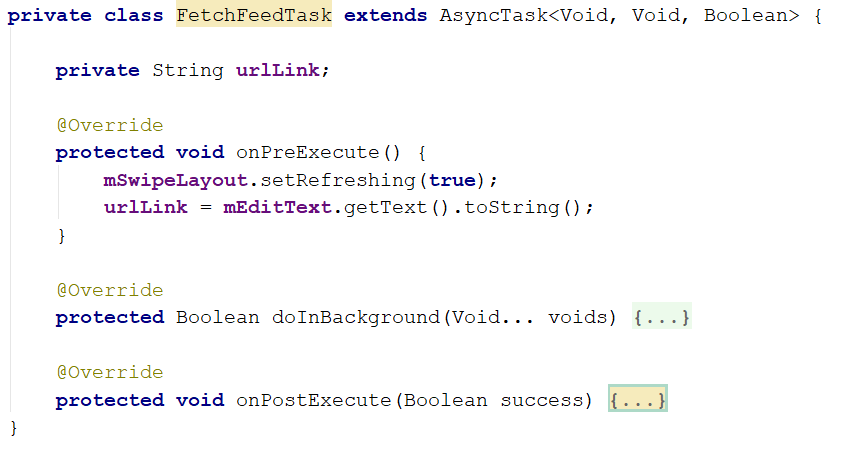 private class FetchFeedTask extends AsyncTask<Void, Void, Boolean> {
private String urlLink;
@Override
protected void onPreExecute() {
mSwipeLayout.setRefreshing(true);
urlLink = mEditText.getText().toString();
}
@Override
protected Boolean doInBackground(Void... voids) {...}
@Override
protected void onPostExecute(Boolean success) {...}
}